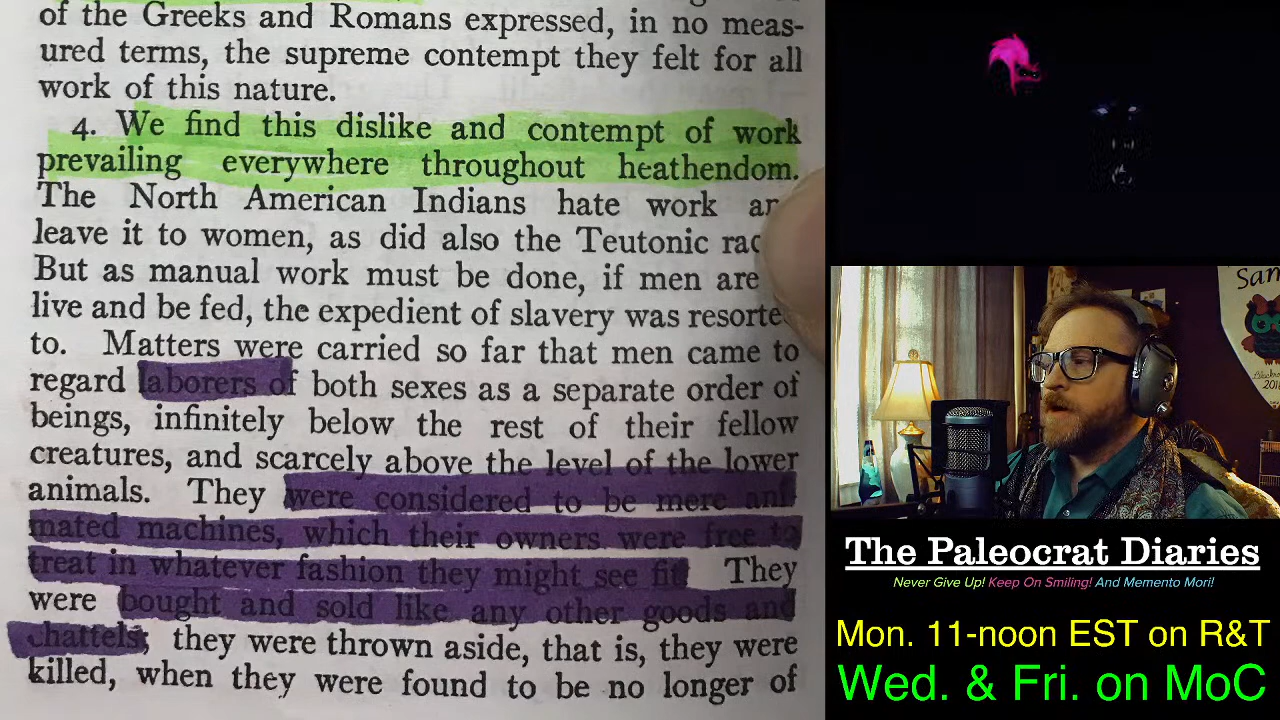 of the Greeks and Romans expressed, in no meas-
ured terms, the supreme contempt they felt for all
work of this nature.
4. We find this dislike and contempt of work
prevailing everywhere throughout heathendom.
The North American Indians hate work
leave it to women, as did also the Teutonic
But as manual work must be done, if men are
live and be fed, the expedient of slavery was resorte
to. Matters were carried so far that men came to
regard laborers of both sexes as a separate order of
beings, infinitely below the rest of their fellow
creatures, and scarcely above the level of the lower
animals. They were considered to be mere ani
mated machines, which their owners were free to
treat in whatever fashion they might see fit They
were bought and sold like any other goods and
chattels; they were thrown aside, that is, they were
killed, when they were found to be no longer of
San
201
The Paleocrat Diaries
Never Give Up! Keep On Smiling! And Memento Mori!
Mon. 11-noon EST on R&T
Wed. & Fri. on MoC